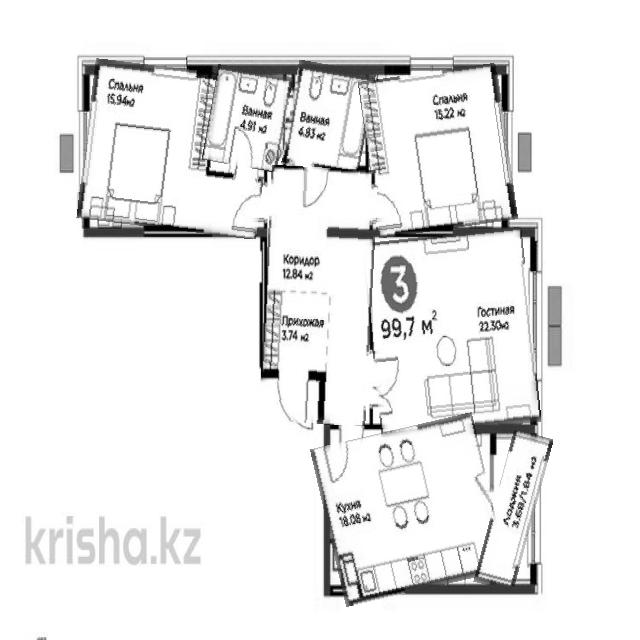 Спальня
15.94м2
Ванная
4.91 м2
Ванная
4.83 м2
Спальня
15.22 м2
Коридор
12.84 м2
3
99,7 м2
Гостиная
22.30м2
Прихожая
3.74 м2
Кухня
18.08 м2
Лоджия
3.68/1.84 м2
krisha.kz